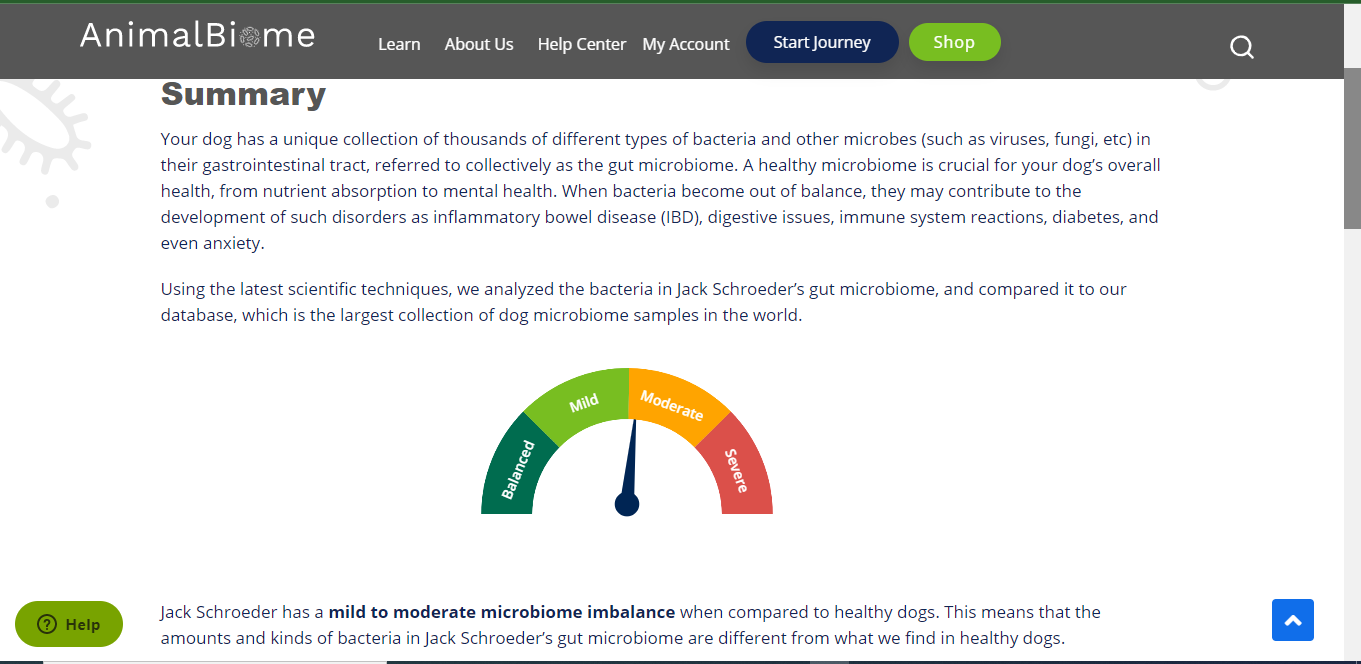 AnimalBiome
Learn About Us Help Center My Account Start Journey Shop
Summary
Your dog has a unique collection of thousands of different types of bacteria and other microbes (such as viruses, fungi, etc) in
their gastrointestinal tract, referred to collectively as the gut microbiome. A healthy microbiome is crucial for your dog’s overall
health, from nutrient absorption to mental health. When bacteria become out of balance, they may contribute to the
development of such disorders as inflammatory bowel disease (IBD), digestive issues, immune system reactions, diabetes, and
even anxiety.
Using the latest scientific techniques, we analyzed the bacteria in Jack Schroeder’s gut microbiome, and compared it to our
database, which is the largest collection of dog microbiome samples in the world.
Balanced
Mild
Moderate
Severe
Jack Schroeder has a mild to moderate microbiome imbalance when compared to healthy dogs. This means that the
amounts and kinds of bacteria in Jack Schroeder’s gut microbiome are different from what we find in healthy dogs.
? Help